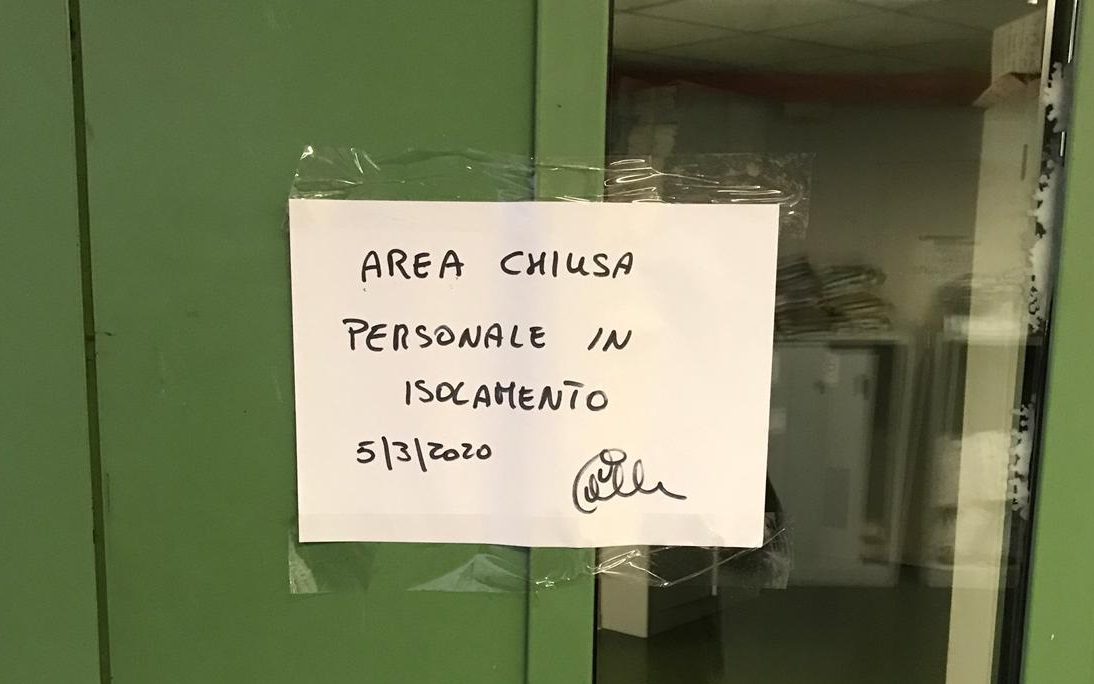 AREA CHIUSA
PERSONALE IN
ISOLAMENTO
5/3/2020